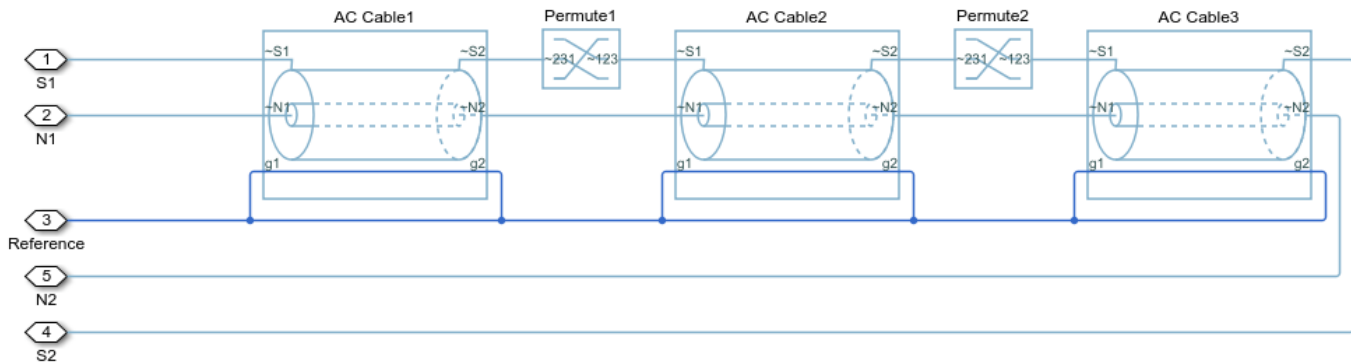 AC Cable1 Permute1 AC Cable2 Permute2 AC Cable3
~S1 ~S2 ~231 ~123 ~S1 ~S2 ~231 ~123 ~S1 ~S2
1
S1
~N1 ~N2 ~N1 ~N2 ~N1 ~N2
2
N1
g1 g2 g1 g2 g1 g2
3
Reference
5
N2
4
S2